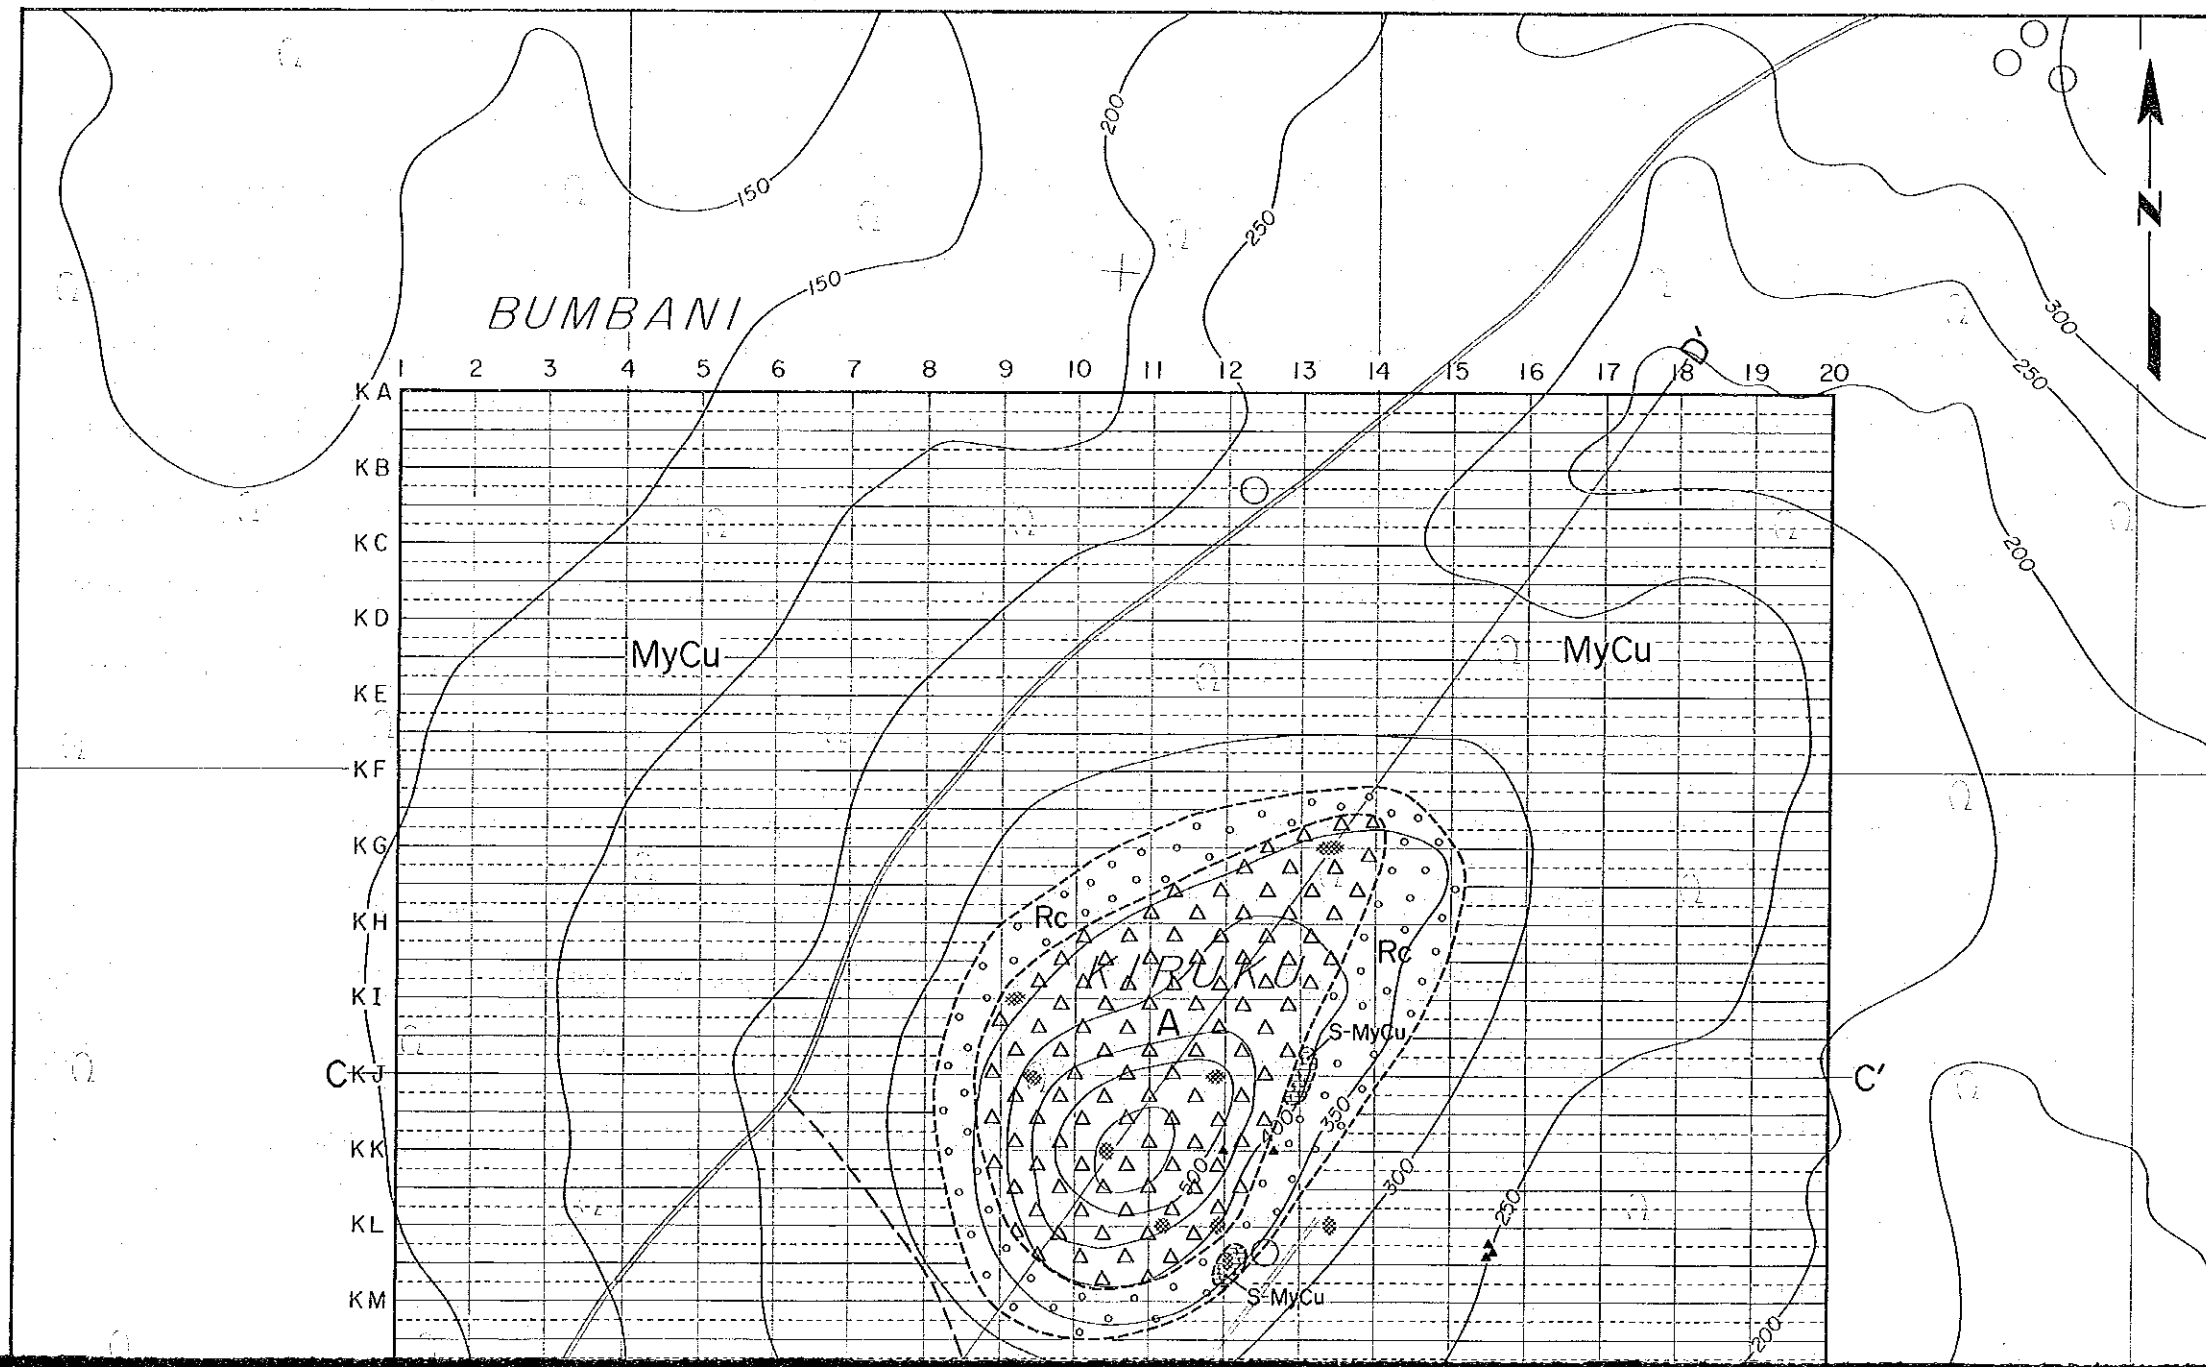 200
N
150
250
150
BUMBANI
300
D'
250
1 2 3 4 5 6 7 8 9 10 11 12 13 14 15 16 17 18 19 20
KA
KB
KC
200
KD
MyCu MyCu
KE
KF
KG
KH
Rc
Rc
KIRUKU
KI
A
S-MyCu
C KJ C'
350
400
KK
500
300
250
KL
S-MyCu
KM
200